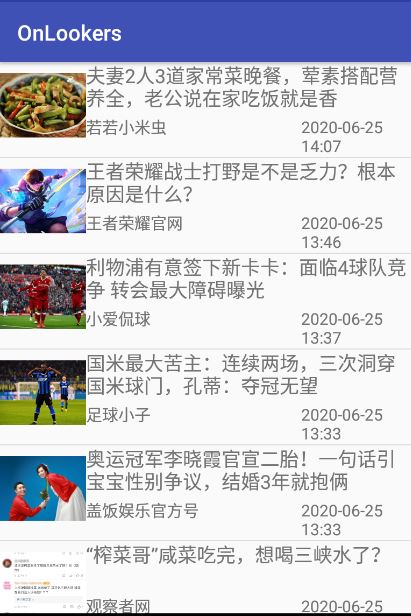 OnLookers
夫妻2人3道家常菜晚餐，荤素搭配营
养全，老公说在家吃饭就是香
若若小米虫
2020-06-25
14:07
王者荣耀战士打野是不是乏力？根本
原因是什么？
王者荣耀官网
2020-06-25
13:46
利物浦有意签下新卡卡：面临4球队竞
争 转会最大障碍曝光
小爱侃球
2020-06-25
13:37
国米最大苦主：连续两场，三次洞穿
国米球门，孔蒂：夺冠无望
足球小子
2020-06-25
13:33
奥运冠军李晓霞官宣二胎！一句话引
宝宝性别争议，结婚3年就抱俩
盖饭娱乐官方号
2020-06-25
13:33
“榨菜哥”咸菜吃完，想喝三峡水了？
观察者网
2020-06-25